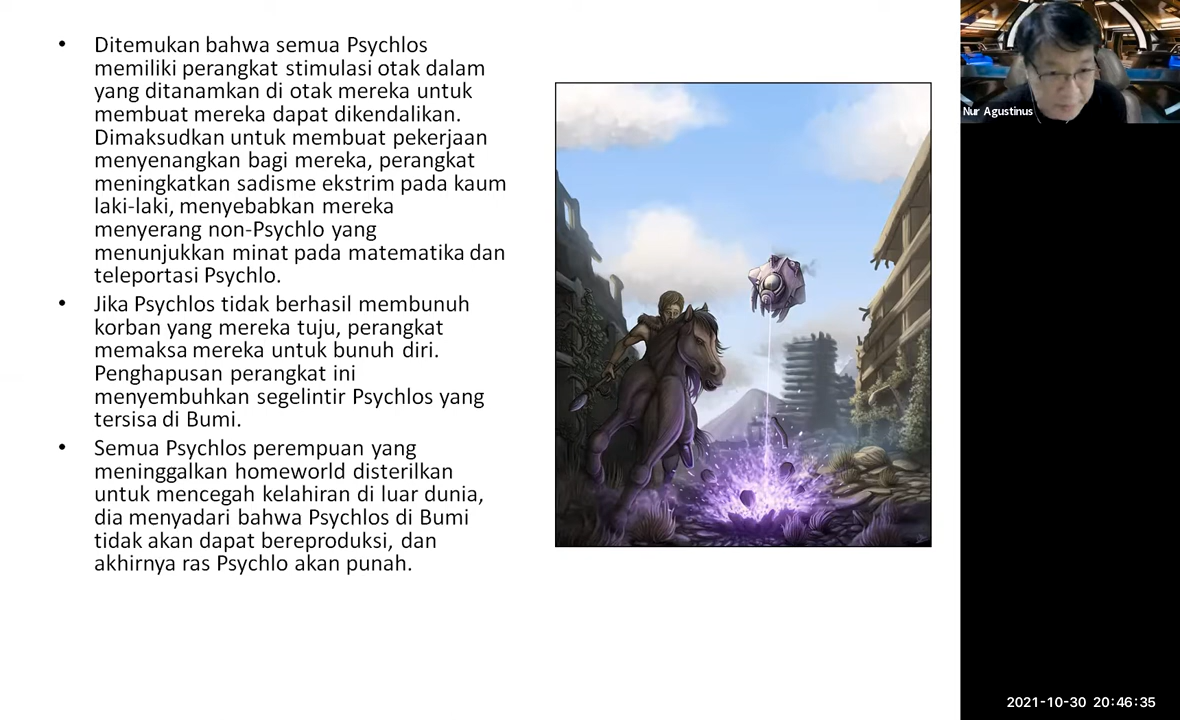 • Ditemukan bahwa semua Psychlos
memiliki perangkat stimulasi otak dalam
yang ditanamkan di otak mereka untuk
membuat mereka dapat dikendalikan.
Dimaksudkan untuk membuat pekerjaan
menyenangkan bagi mereka, perangkat
meningkatkan sadisme ekstrim pada kaum
laki-laki, menyebabkan mereka
menyerang non-Psychlo yang
menunjukkan minat pada matematika dan
teleportasi Psychlo.
• Jika Psychlos tidak berhasil membunuh
korban yang mereka tuju, perangkat
memaksa mereka untuk bunuh diri.
Penghapusan perangkat ini
menyembuhkan segelintir Psychlos yang
tersisa di Bumi.
• Semua Psychlos perempuan yang
meninggalkan homeworld disterilkan
untuk mencegah kelahiran di luar dunia,
dia menyadari bahwa Psychlos di Bumi
tidak akan dapat bereproduksi, dan
akhirnya ras Psychlo akan punah.
Nur Agustinus
2021-10-30 20:46:35